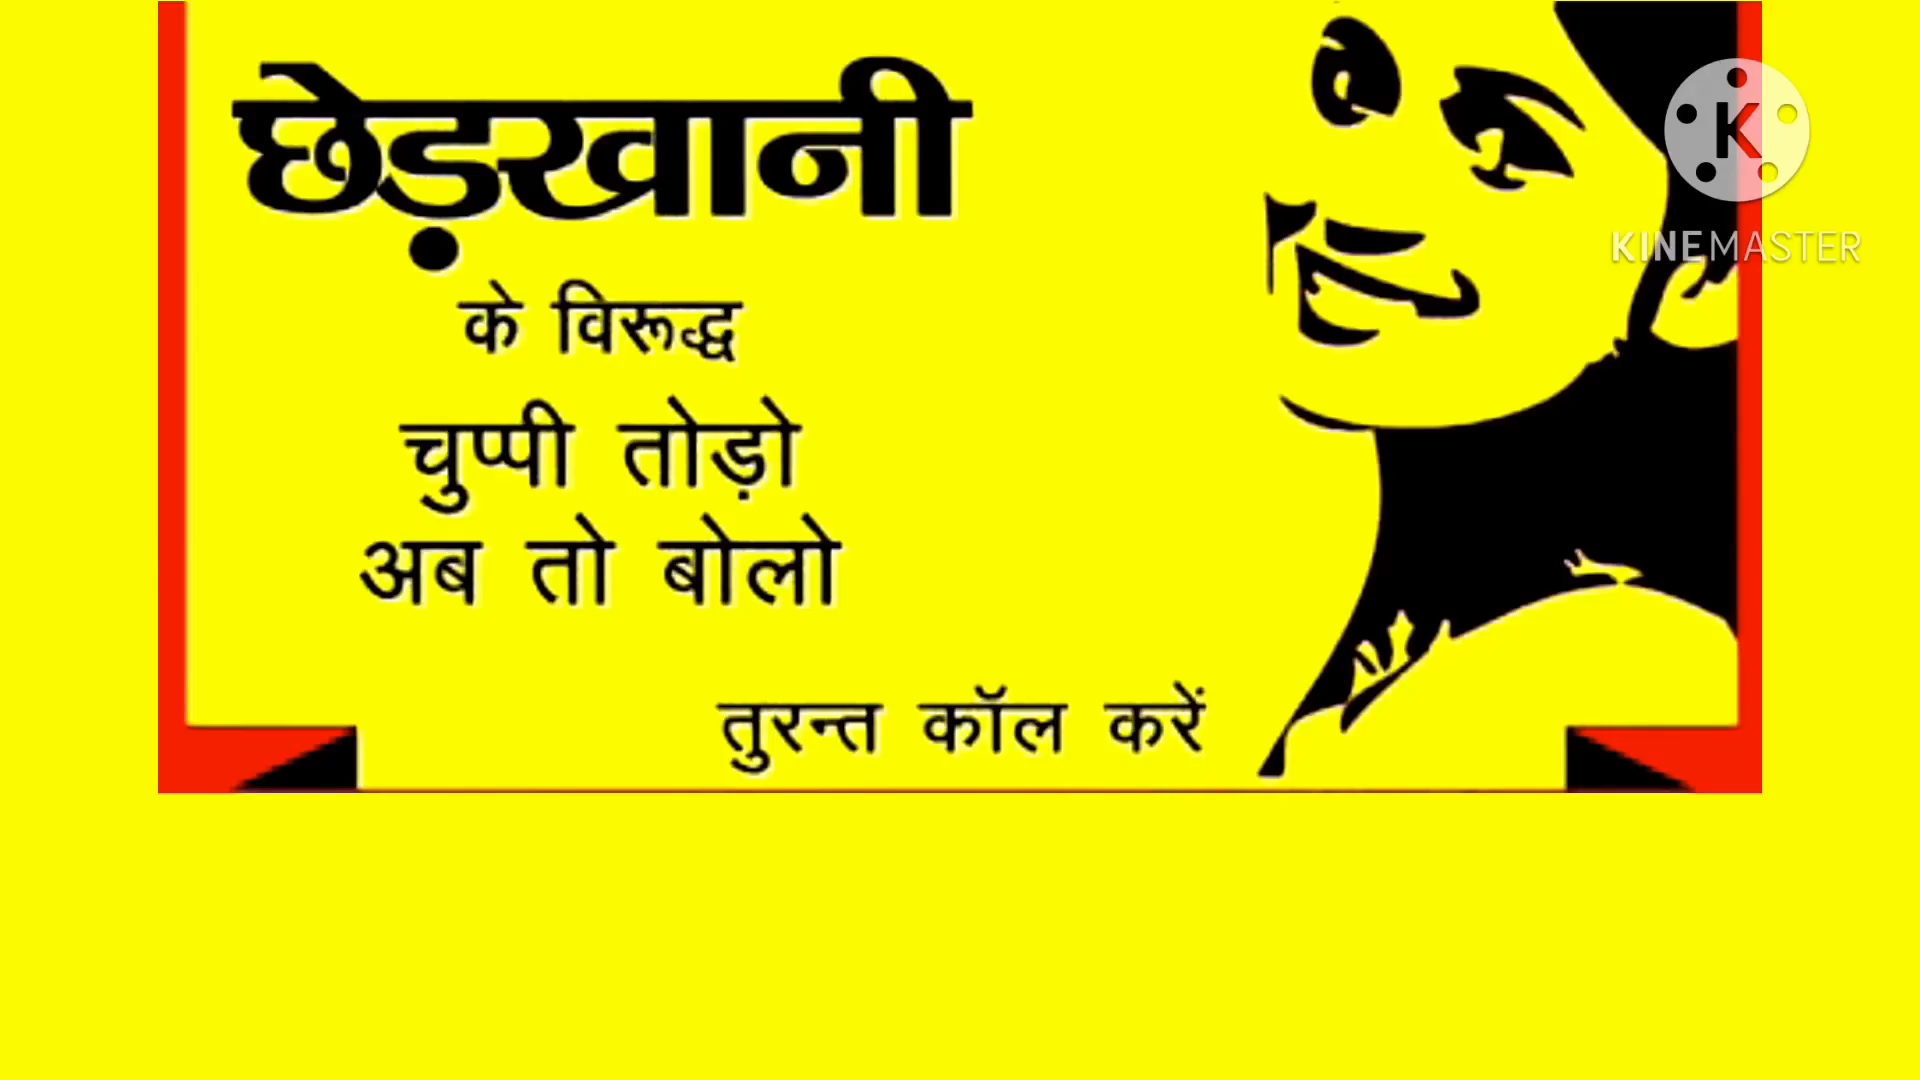 छेड़खानी
के विरूद्ध
चुप्पी तोड़ो
अब तो बोलो
तुरन्त कॉल करें
K
KINEMASTER